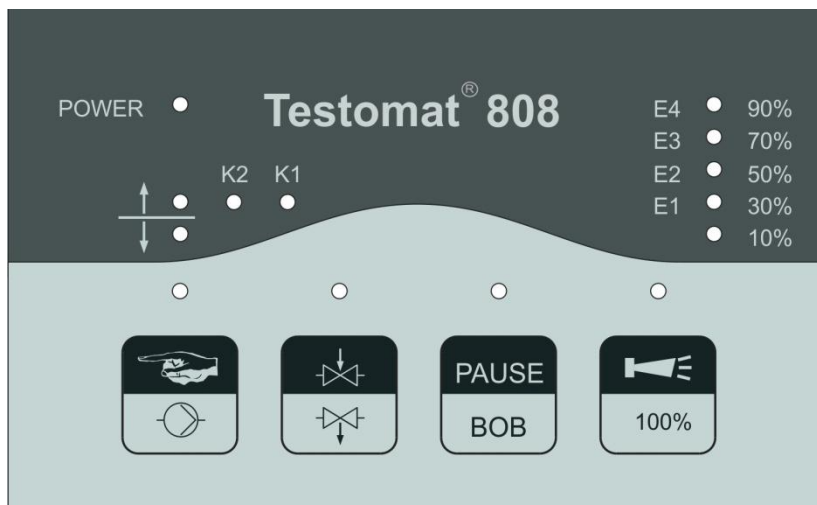 POWER
Testomat® 808
E4 90%
E3 70%
E2 50%
E1 30%
10%
K2 K1
PAUSE
BOB
100%